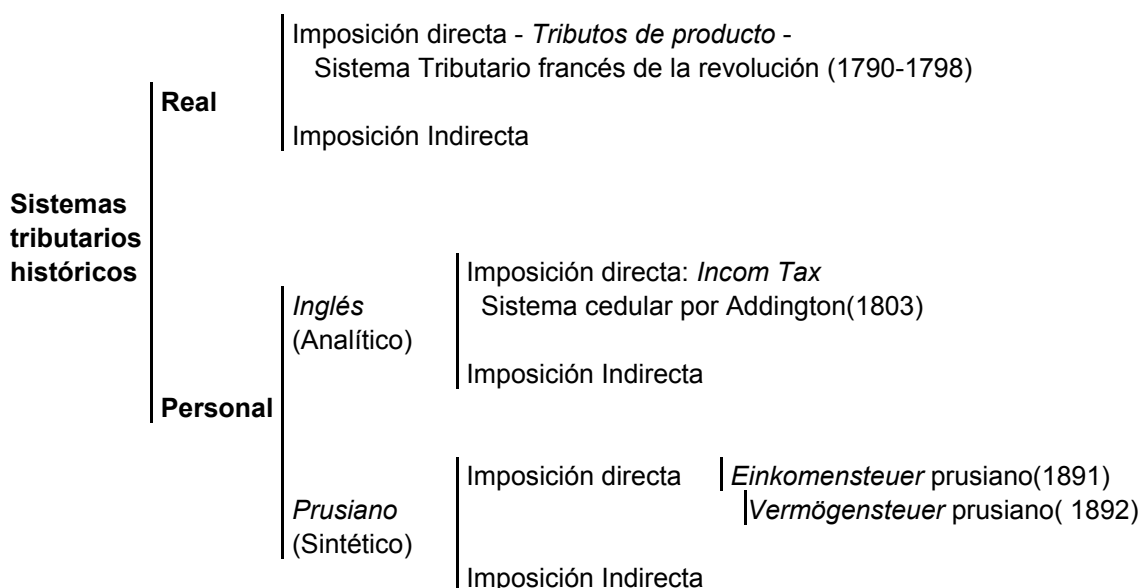 Imposición directa - Tributos de producto -
Sistema Tributario francés de la revolución (1790-1798)
Real
Imposición Indirecta
Sistemas
tributarios
históricos
Imposición directa: Incom Tax
Inglés
Sistema cedular por Addington(1803)
(Analítico)
Imposición Indirecta
Personal
Imposición directa
Einkomensteuer prusiano(1891)
Prusiano
Vermögensteuer prusiano( 1892)
(Sintético)
Imposición Indirecta